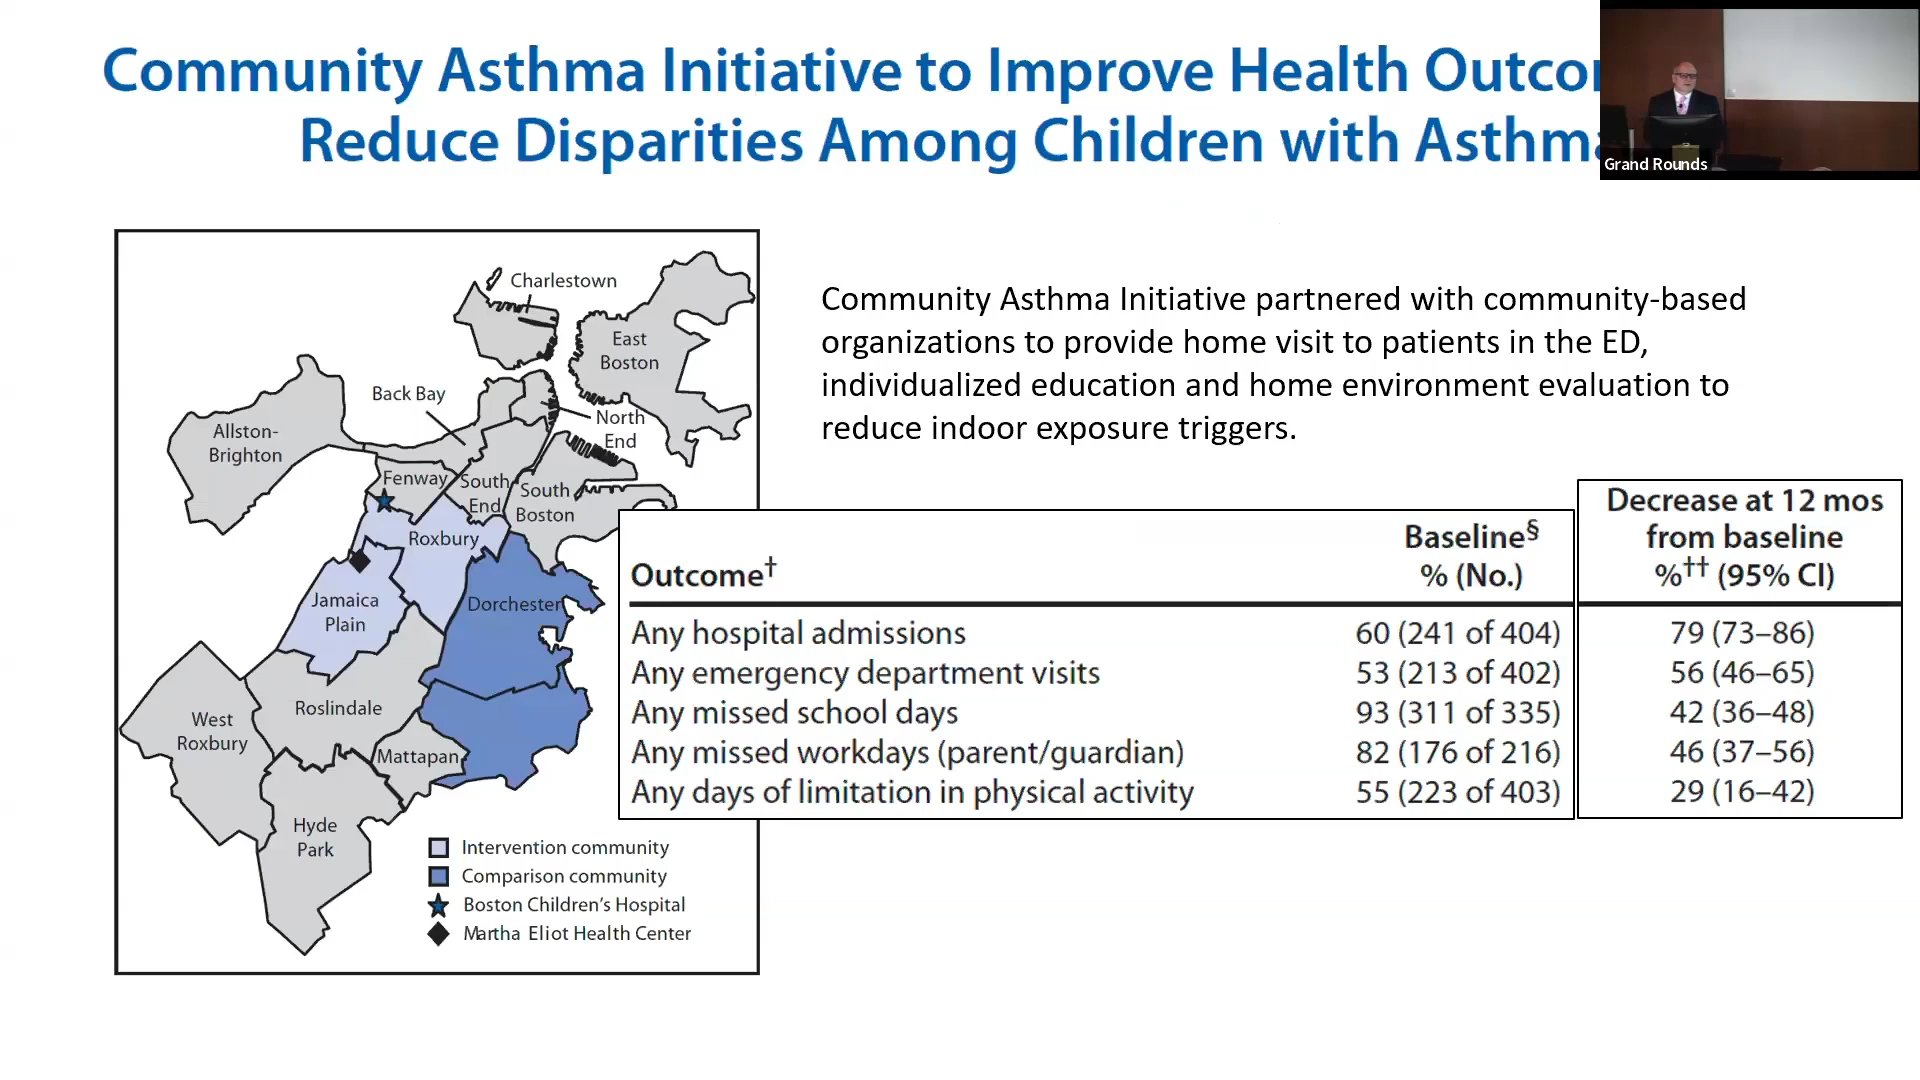 Community Asthma Initiative to Improve Health
Reduce Disparities Among Children with
Grand Rounds
Charlestown
East
Boston
Back Bay
North
End
Allston-
Brighton
Fenway
South
End
South
Boston
Roxbury
Jamaica
Plain
Dorchester
Roslindale
West
Roxbury
Mattapan
Hyde
Park
Intervention community
Comparison community
Boston Children's Hospital
Martha Eliot Health Center
Community Asthma Initiative partnered with community-based
organizations to provide home visit to patients in the ED,
individualized education and home environment evaluation to
reduce indoor exposure triggers.
Outcome† Baseline§ % (No.)
Decrease at 12 mos
from baseline
%†† (95% CI)
Any hospital admissions 60 (241 of 404) 79 (73–86)
Any emergency department visits 53 (213 of 402) 56 (46–65)
Any missed school days 93 (311 of 335) 42 (36–48)
Any missed workdays (parent/guardian) 82 (176 of 216) 46 (37–56)
Any days of limitation in physical activity 55 (223 of 403) 29 (16–42)